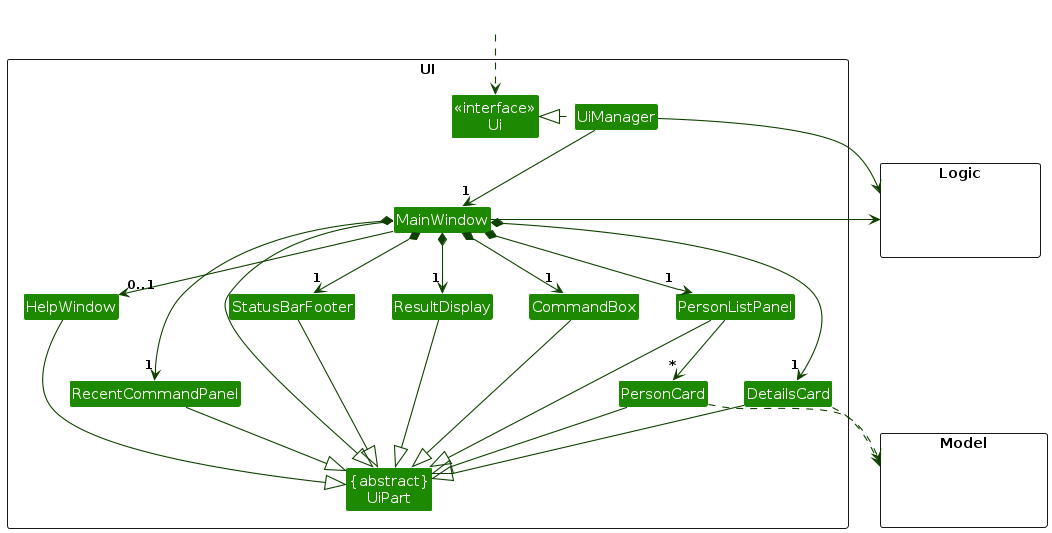 UI
«interface»
Ui
UiManager
Logic
1
MainWindow
0..1
1
1
1
1
HelpWindow
StatusBarFooter
ResultDisplay
CommandBox
PersonListPanel
1
*
1
RecentCommandPanel
PersonCard
DetailsCard
Model
{abstract}
UiPart